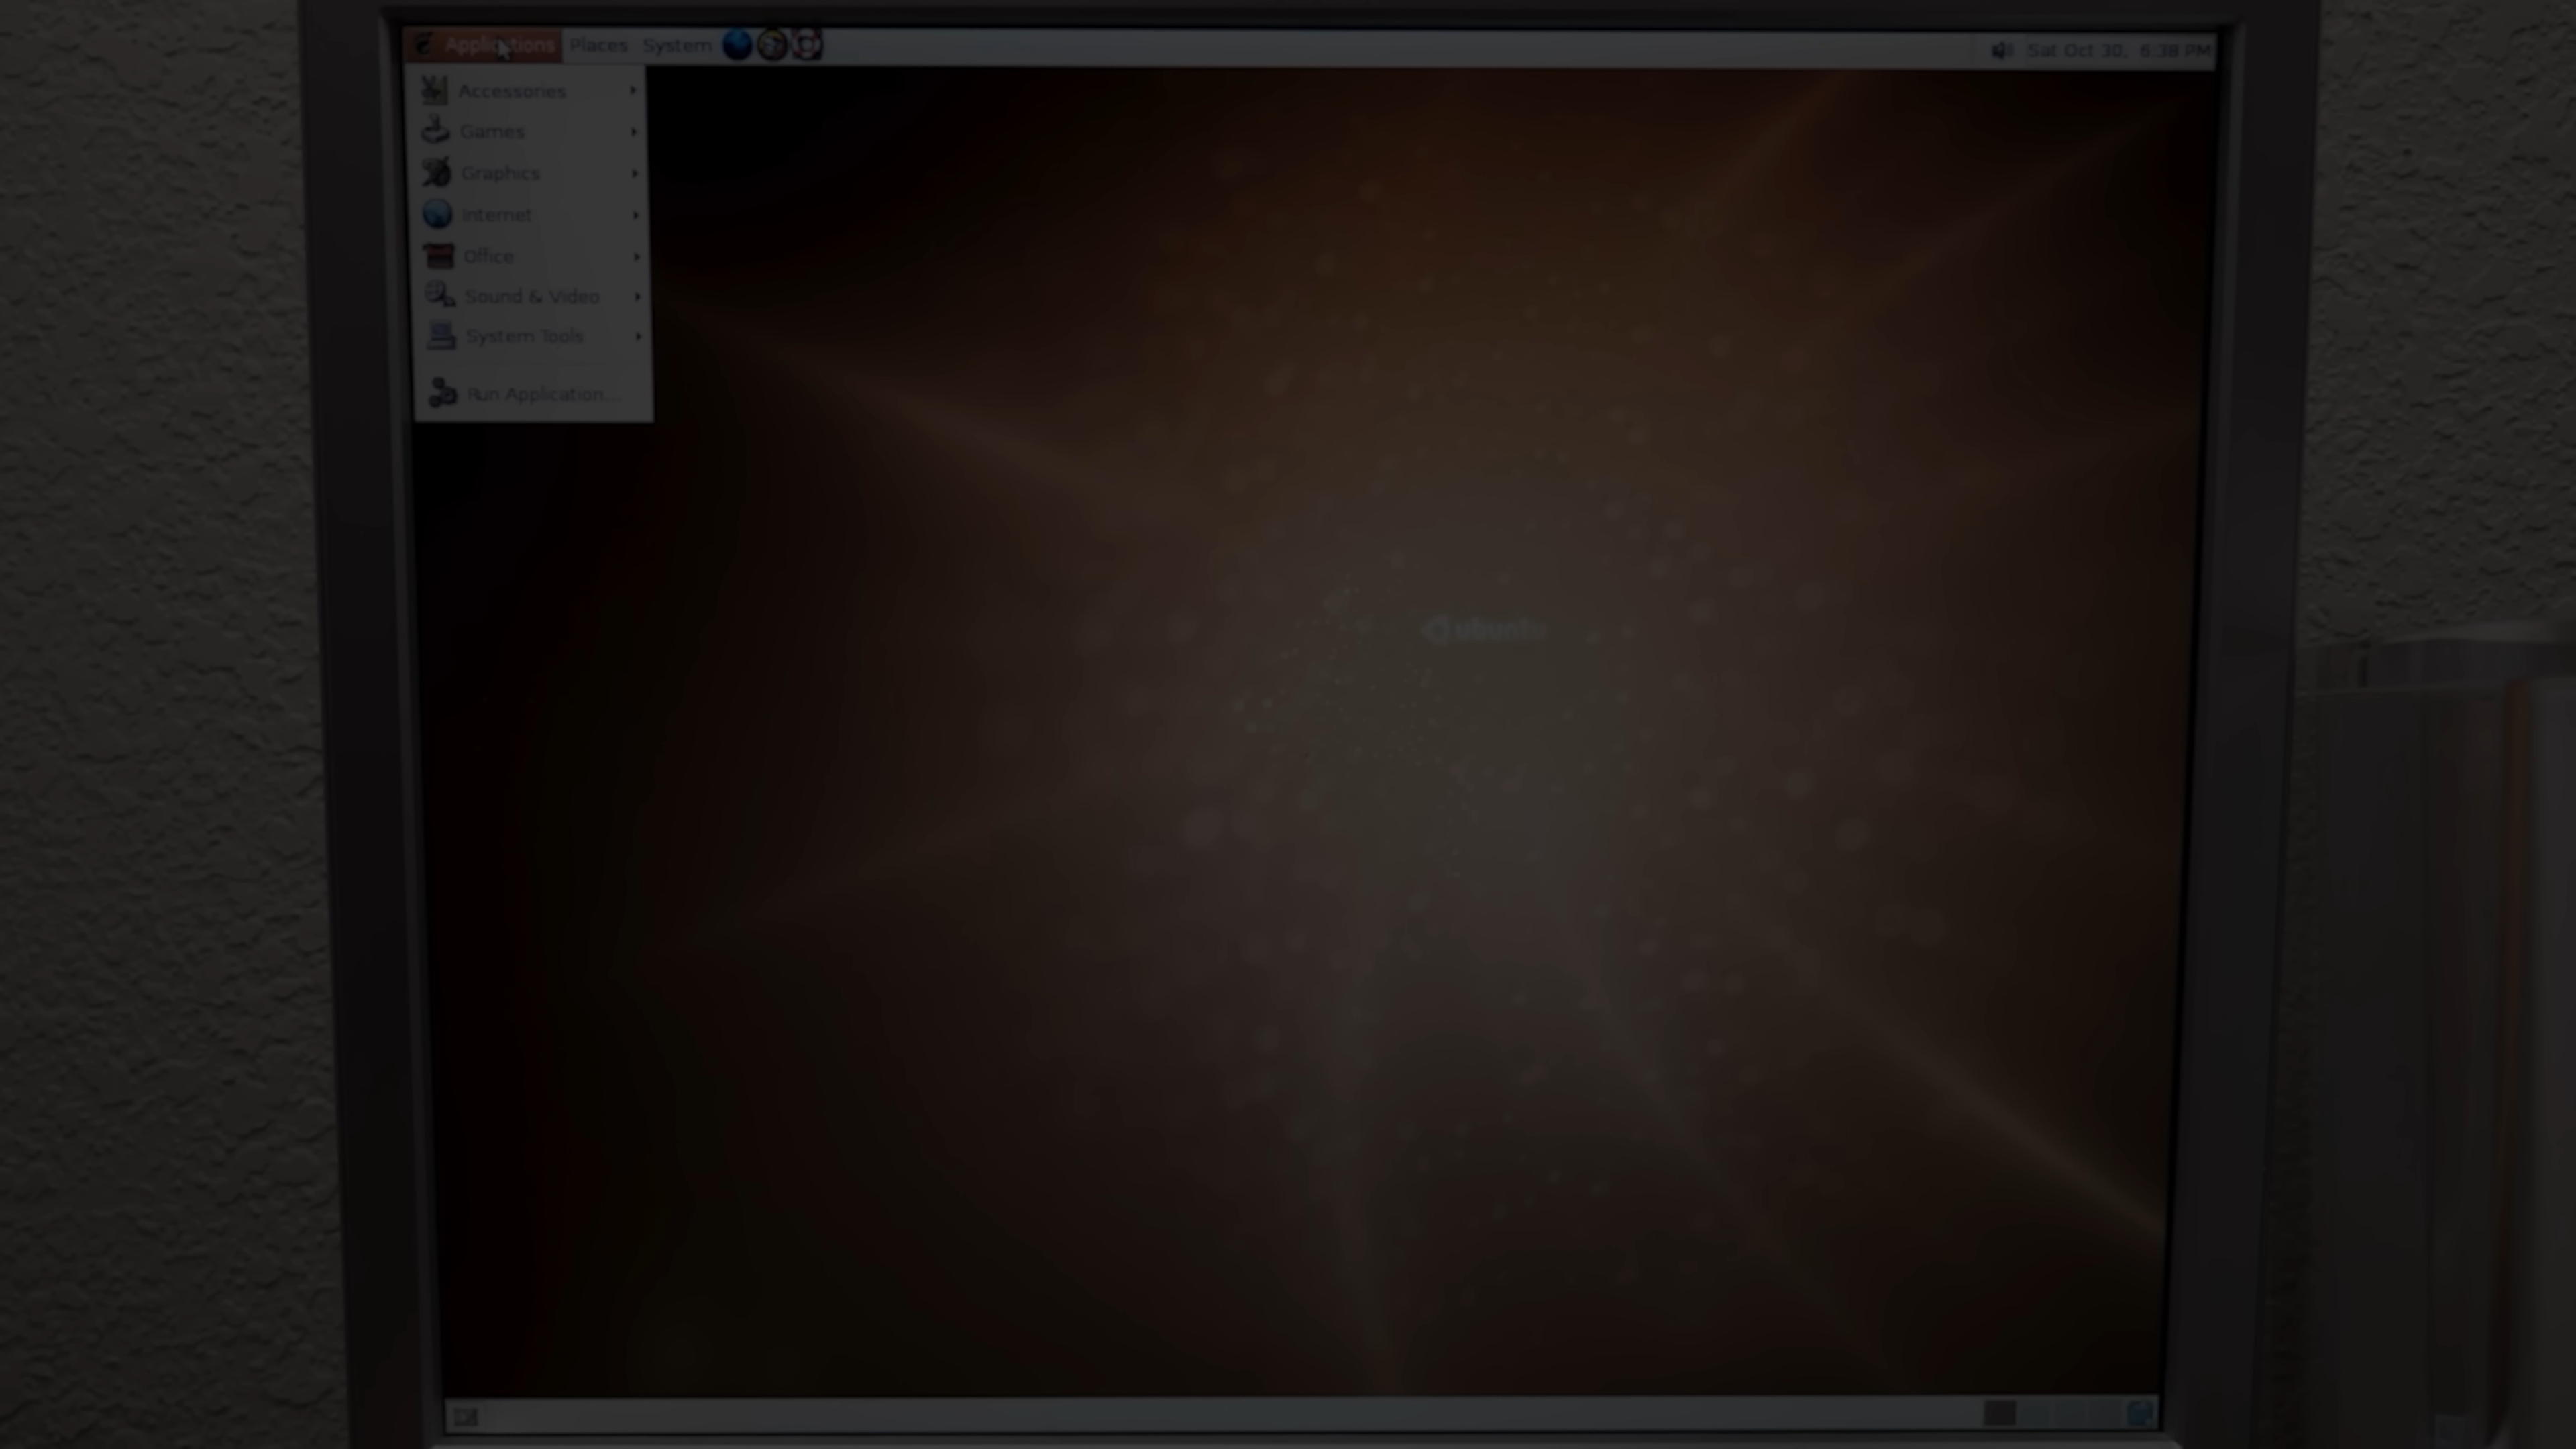 Applications Places System Sat Oct 30, 6:38 PM
Accessories
Games
Graphics
Internet
Office
Sound & Video
System Tools
Run Application...
ubuntu